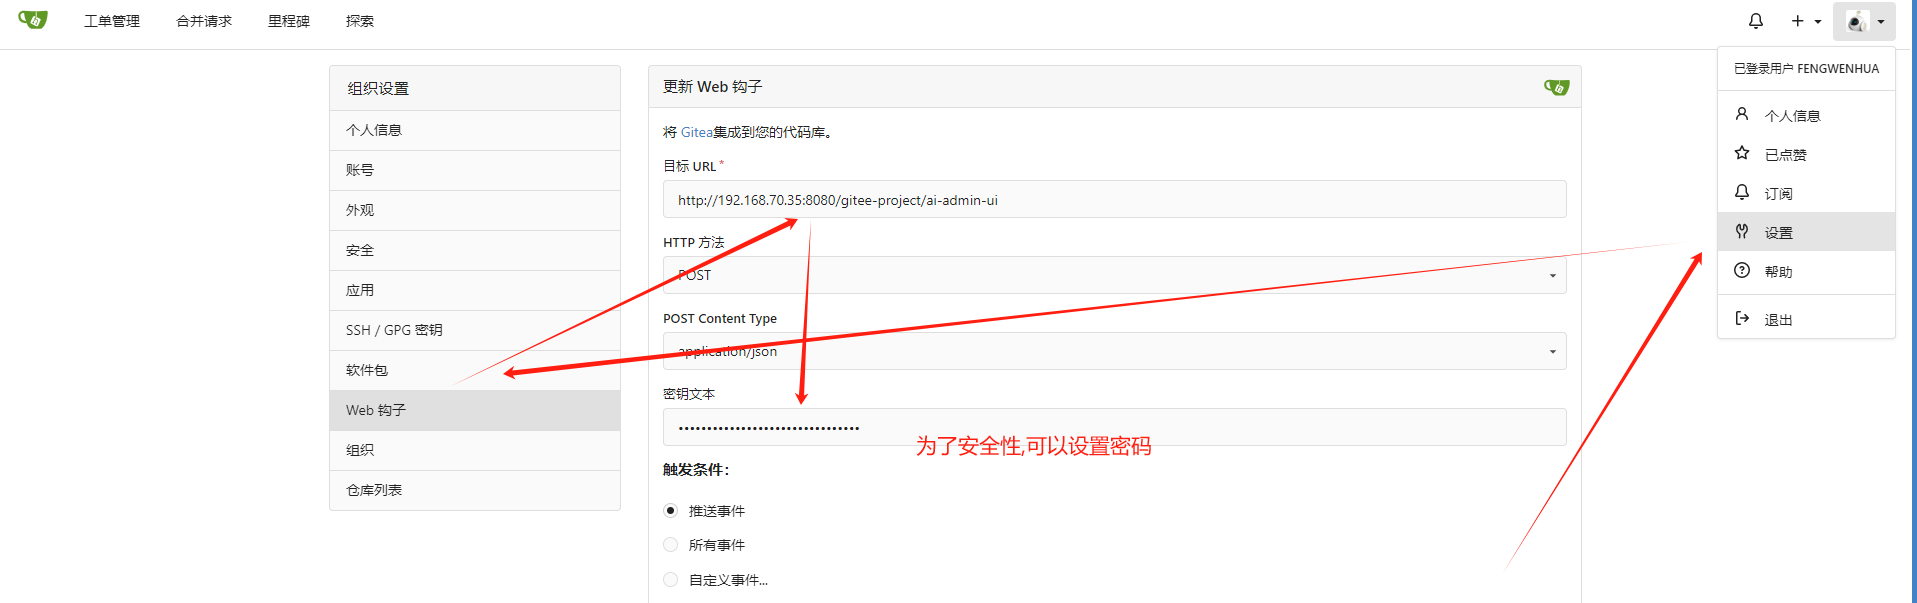 工单管理 合并请求 里程碑 探索
已登录用户 FENGWENHUA
个人信息
已点赞
订阅
设置
帮助
退出
组织设置
个人信息
账号
外观
安全
应用
SSH / GPG 密钥
软件包
Web 钩子
组织
仓库列表
更新 Web 钩子
将 Gitea集成到您的代码库。
目标 URL *
http://192.168.70.35:8080/gitee-project/ai-admin-ui
HTTP 方法
POST
POST Content Type
application/json
密钥文本
••••••••••••••••••••••••••••••••
为了安全性,可以设置密码
触发条件：
推送事件
所有事件
自定义事件...